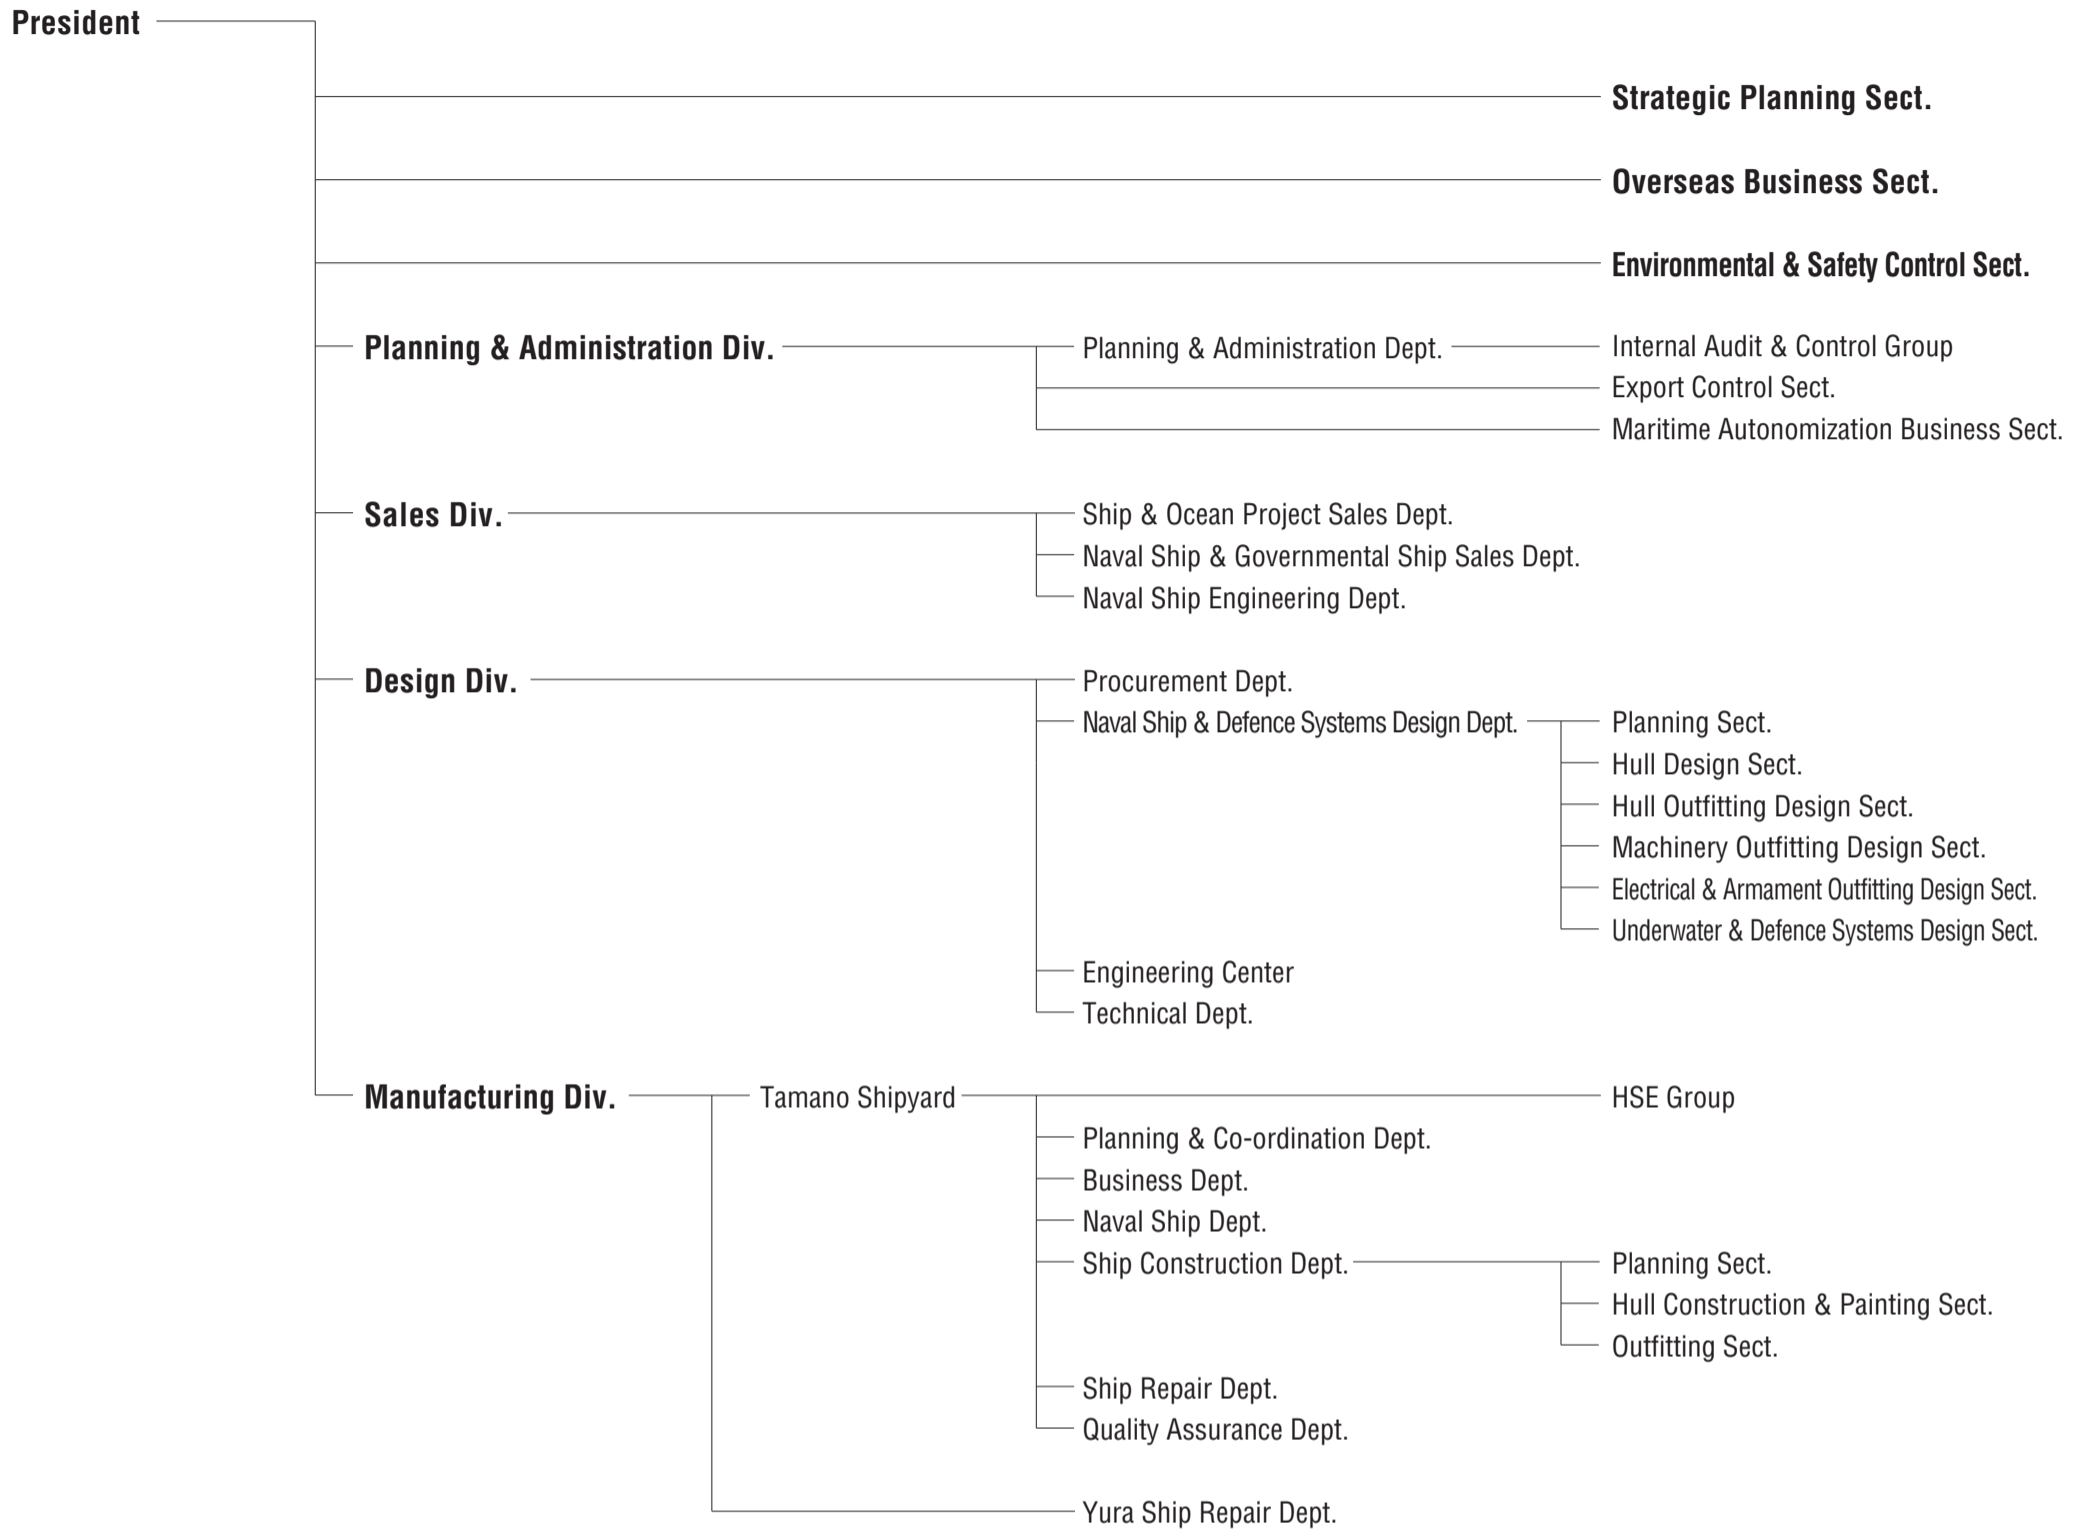 President
Strategic Planning Sect.
Overseas Business Sect.
Environmental & Safety Control Sect.
Planning & Administration Div.
Planning & Administration Dept.
Internal Audit & Control Group
Export Control Sect.
Maritime Autonomization Business Sect.
Sales Div.
Ship & Ocean Project Sales Dept.
Naval Ship & Governmental Ship Sales Dept.
Naval Ship Engineering Dept.
Design Div.
Procurement Dept.
Naval Ship & Defence Systems Design Dept.
Planning Sect.
Hull Design Sect.
Hull Outfitting Design Sect.
Machinery Outfitting Design Sect.
Electrical & Armament Outfitting Design Sect.
Underwater & Defence Systems Design Sect.
Engineering Center
Technical Dept.
Manufacturing Div.
Tamano Shipyard
HSE Group
Planning & Co-ordination Dept.
Business Dept.
Naval Ship Dept.
Ship Construction Dept.
Planning Sect.
Hull Construction & Painting Sect.
Outfitting Sect.
Ship Repair Dept.
Quality Assurance Dept.
Yura Ship Repair Dept.